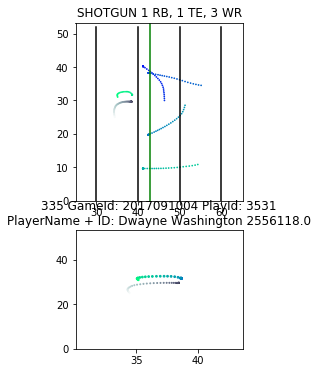 SHOTGUN 1 RB, 1 TE, 3 WR
50
40
30
20
10
0
30 40 50 60
335 GameId: 2017091004 PlayId: 3531
PlayerName + ID: Dwayne Washington 2556118.0
40
20
0
35 40